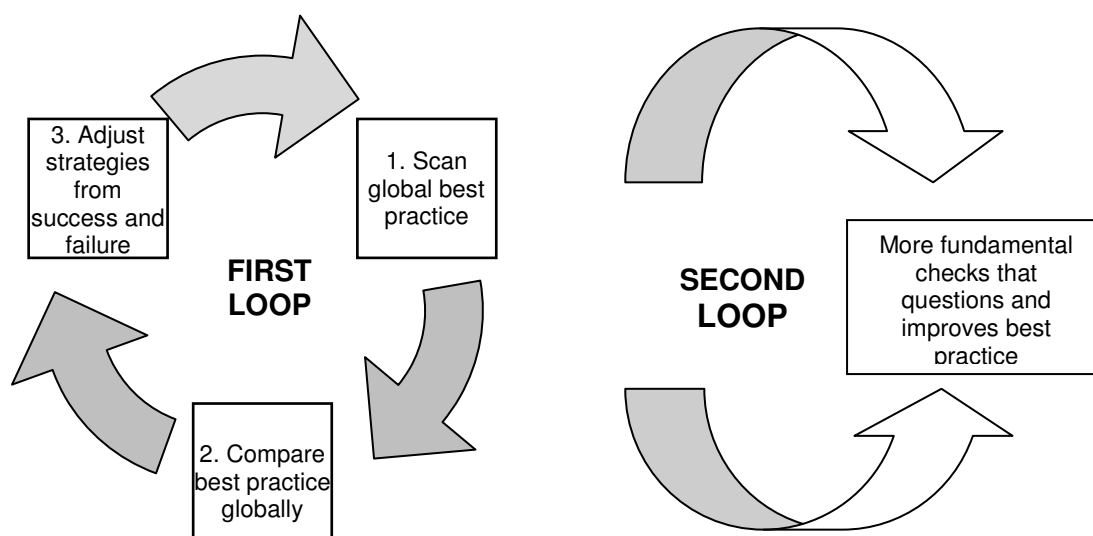 3. Adjust
strategies
from
success and
failure
1. Scan
global best
practice
FIRST
LOOP
2. Compare
best practice
globally
SECOND
LOOP
More fundamental
checks that
questions and
improves best
practice